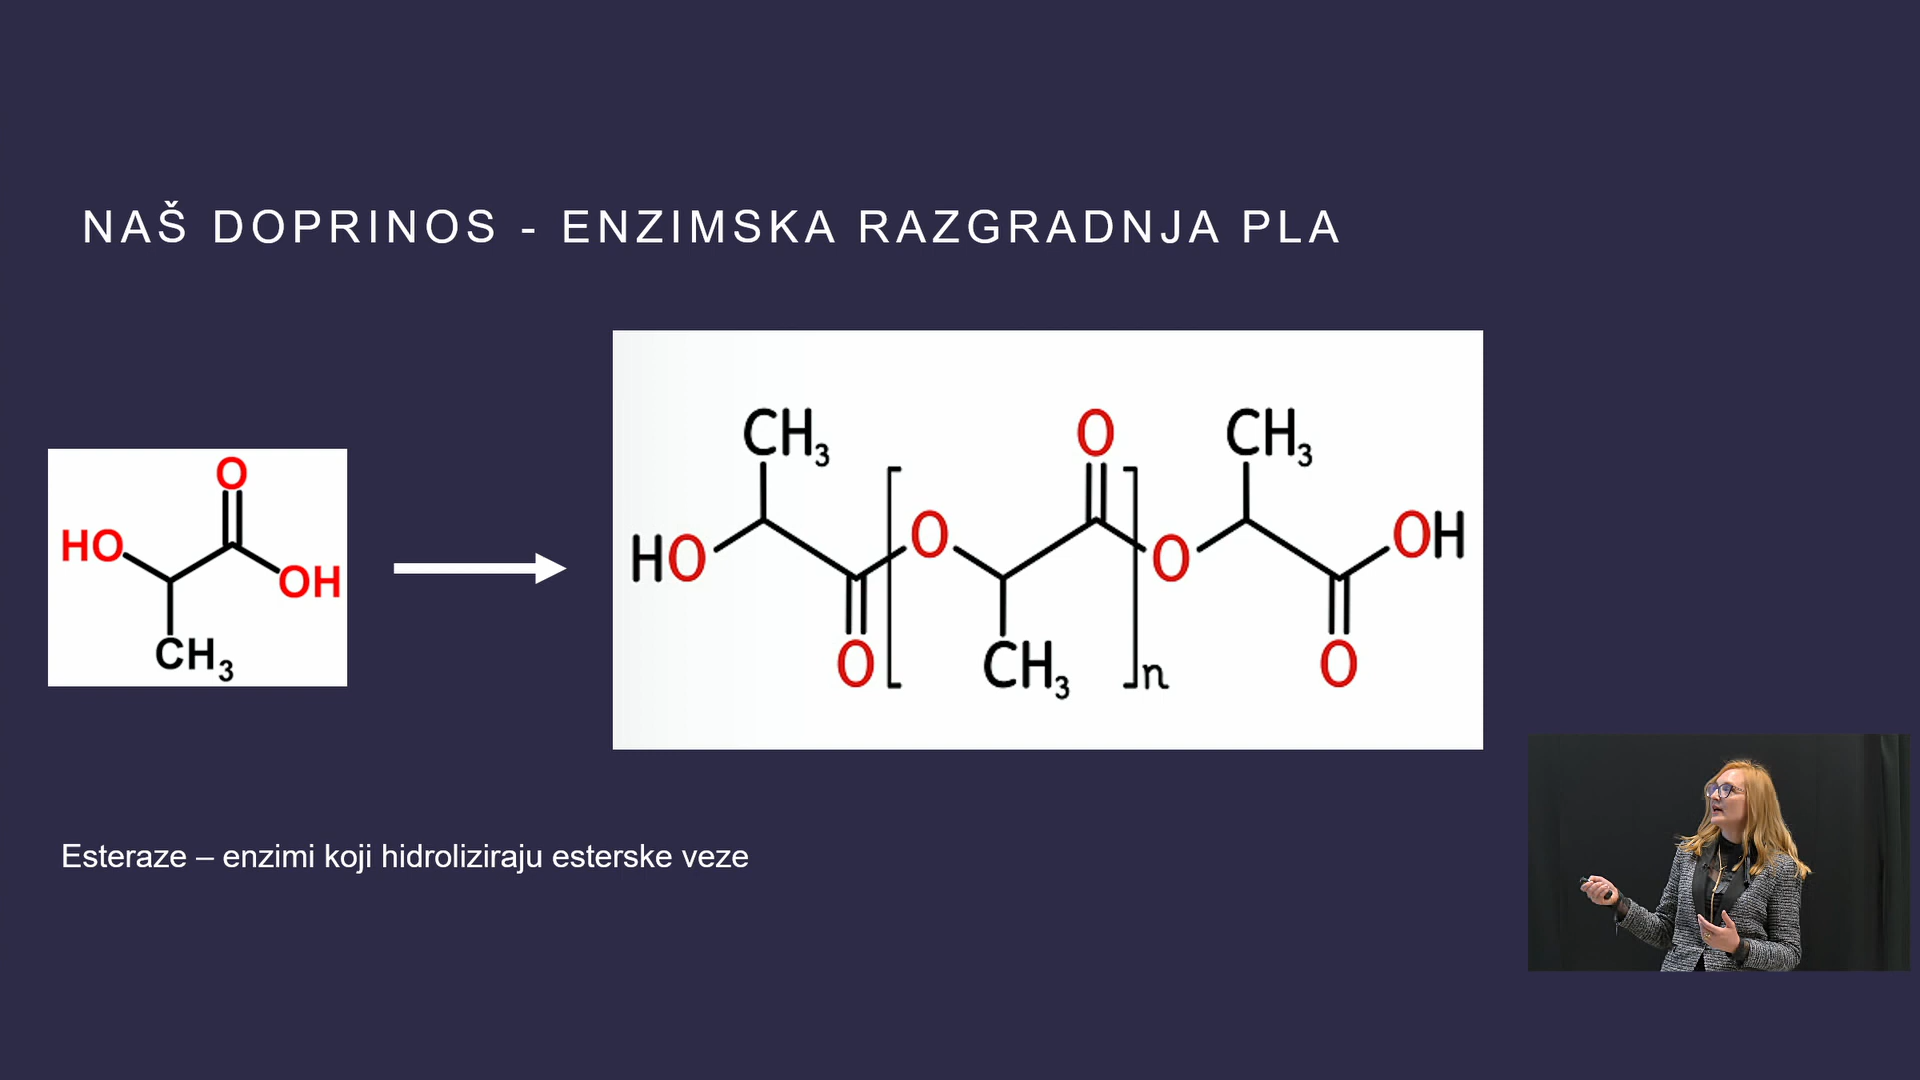 NAŠ DOPRINOS - ENZIMSKA RAZGRADNJA PLA
O
HO
OH
CH3
CH3
O
CH3
HO
O
O
OH
O
CH3
n
O
Esteraze – enzimi koji hidroliziraju esterske veze